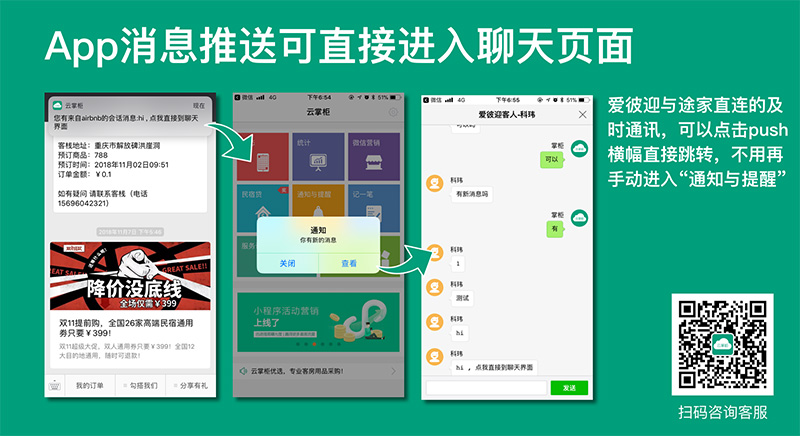 App消息推送可直接进入聊天页面
爱彼迎与途家直连的及
时通讯，可以点击push
横幅直接跳转，不用再
手动进入“通知与提醒”
云掌柜
现在
您有来自airbnb的会话消息:hi , 点我直接到聊天
界面
客栈地址：重庆市解放碑洪崖洞
预订商品：788
预订时间：2018年11月02日09:51
订单金额：￥0.1
如有疑问 请联系客栈（电话
15696042321）
2018年11月7日 下午5:48
GREAT SALE!
GREAT SALE!!
降价没底线
全场仅需￥399
双11提前购，全国26家高端民宿通用
券只要￥399!
双11超级大促，双人通用券只要￥399! 全国12
大目的地通用，随时可退款!
我的订单
勾搭我们
分享有礼
微信
4G
下午6:54
51%
云掌柜
统计
微信营销
民宿贷
通知与提醒
记一笔
服务
通知
你有新的消息
关闭
查看
小程序活动营销
上线了
云掌柜优选，专业客房用品采购!
微信
4G
下午6:55
51%
爱彼迎客人-科玮
掌柜
可以
科玮
有新消息吗
掌柜
有
科玮
1
科玮
测试
科玮
hi
科玮
hi , 点我直接到聊天界面
发送
云掌柜
扫码咨询客服